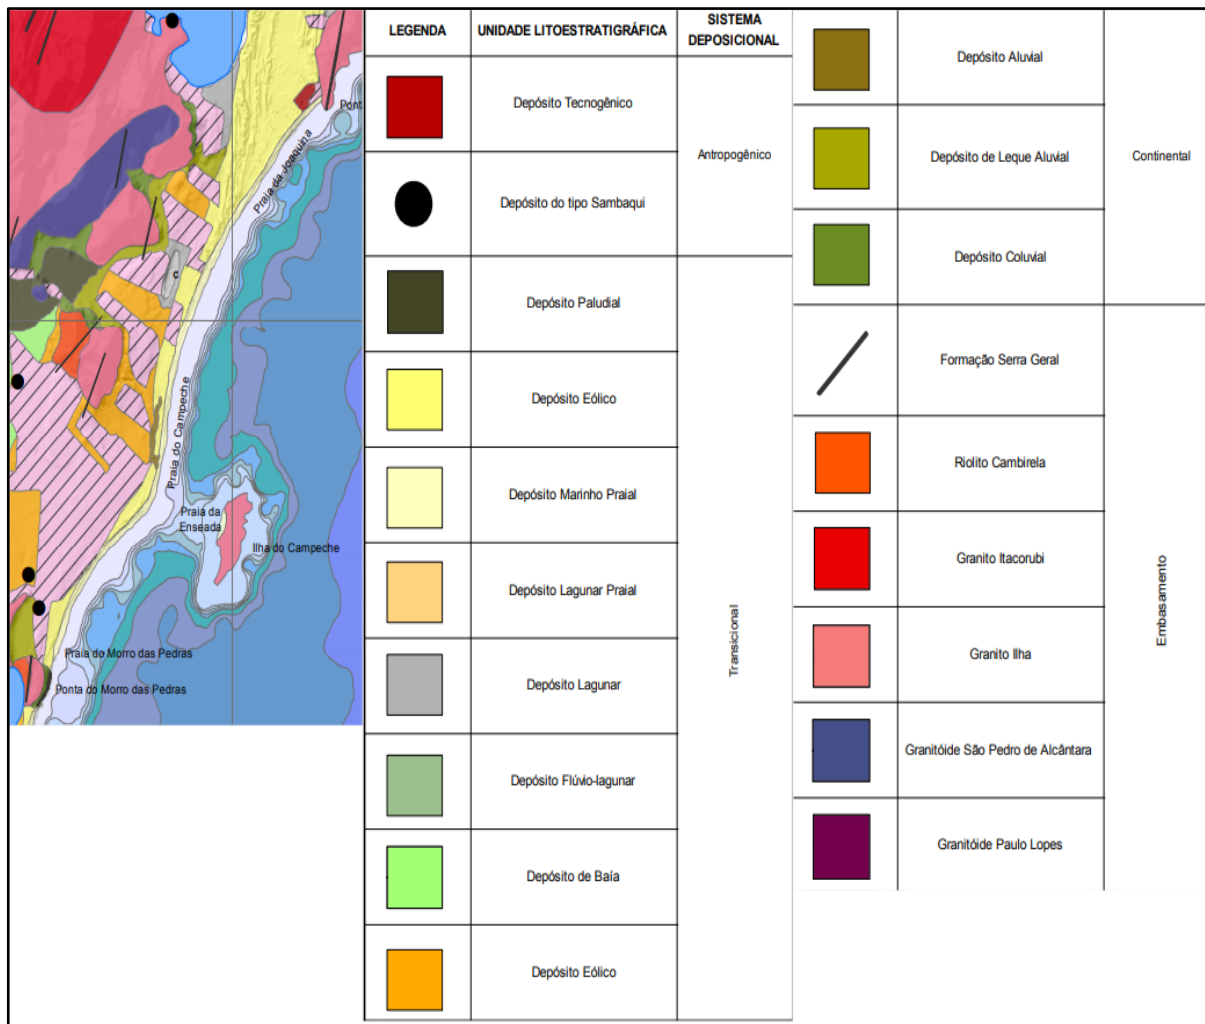 Pont
Praia da Joaquina
c
Praia do Campeche
Praia da
Enseada
Ilha do Campeche
Praia do Morro das Pedras
Ponta do Morro das Pedras
LEGENDA
UNIDADE LITOESTRATIGRÁFICA
SISTEMA
DEPOSICIONAL
Depósito Tecnogênico
Antropogênico
Depósito do tipo Sambaqui
Depósito Paludial
Depósito Eólico
Depósito Marinho Praial
Depósito Lagunar Praial
Transicional
Depósito Lagunar
Depósito Flúvio-lagunar
Depósito de Baía
Depósito Eólico
Depósito Aluvial
Depósito de Leque Aluvial
Continental
Depósito Coluvial
Formação Serra Geral
Riolito Cambirela
Granito Itacorubi
Embasamento
Granito Ilha
Granitóide São Pedro de Alcântara
Granitóide Paulo Lopes